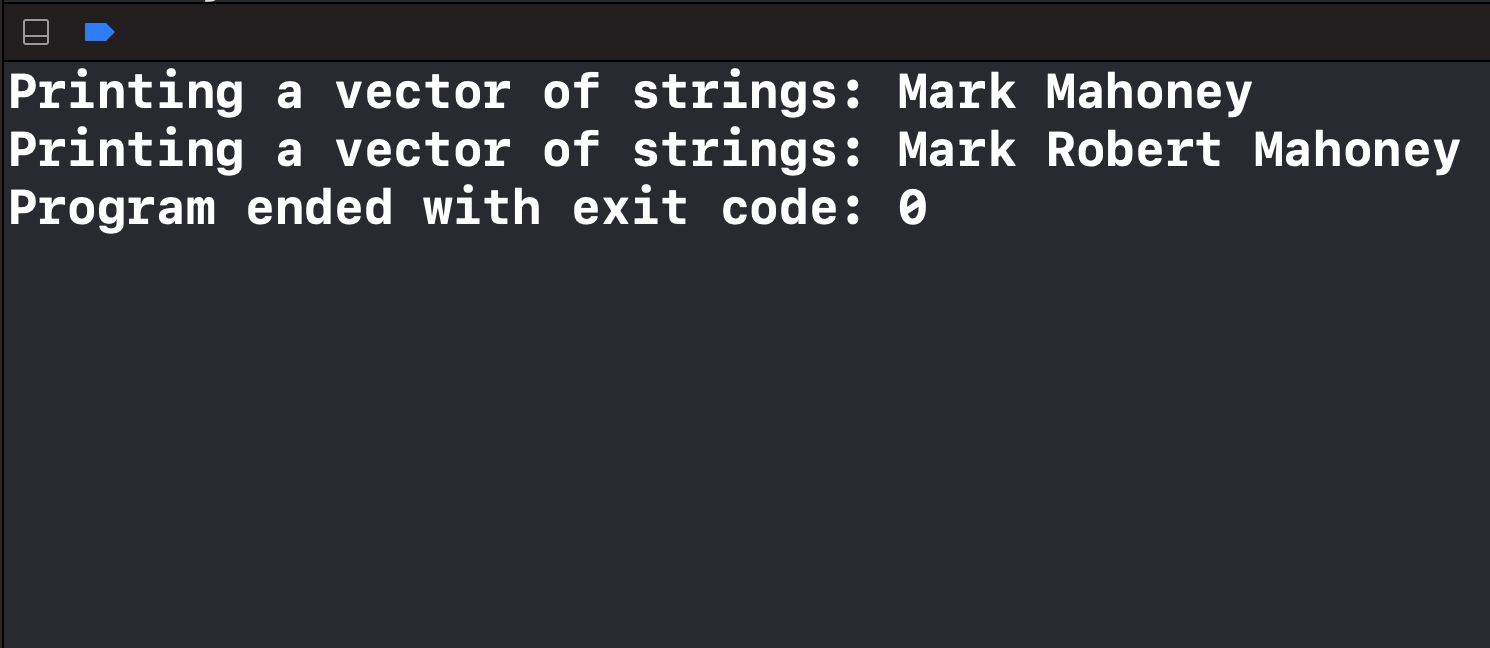 Printing a vector of strings: Mark Mahoney
Printing a vector of strings: Mark Robert Mahoney
Program ended with exit code: 0